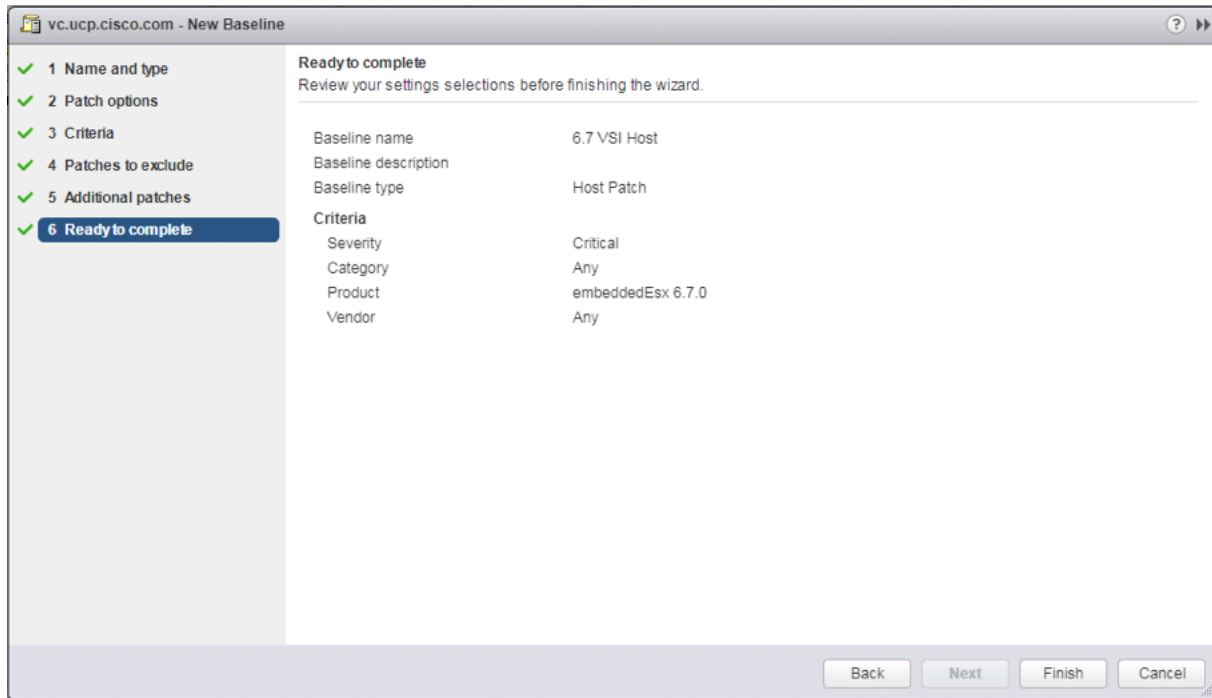 vc.ucp.cisco.com - New Baseline
?
1 Name and type
2 Patch options
3 Criteria
4 Patches to exclude
5 Additional patches
6 Ready to complete
Ready to complete
Review your settings selections before finishing the wizard.
Baseline name 6.7 VSI Host
Baseline description
Baseline type Host Patch
Criteria
Severity Critical
Category Any
Product embeddedEsx 6.7.0
Vendor Any
Back Next Finish Cancel